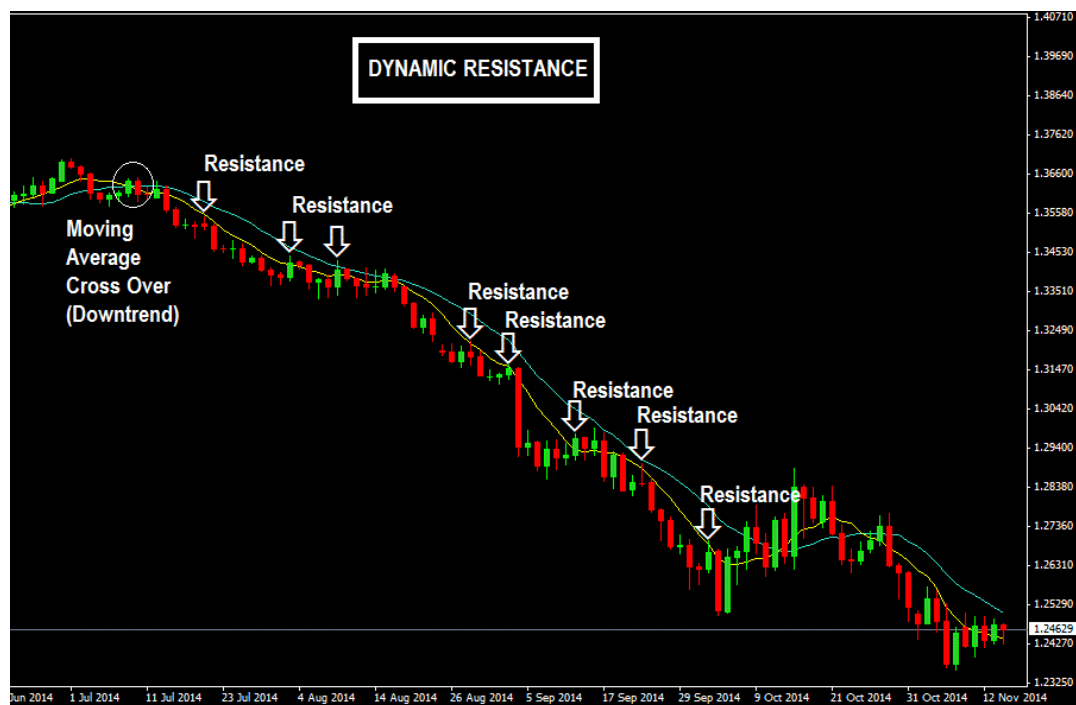 DYNAMIC RESISTANCE
Resistance
Resistance
Moving
Average
Cross Over
(Downtrend)
Resistance
Resistance
Resistance
Resistance
Resistance
1.40710
1.39690
1.38640
1.37620
1.36600
1.35580
1.34530
1.33510
1.32490
1.31470
1.30420
1.29400
1.28380
1.27360
1.26310
1.25290
1.24629
1.24270
1.23250
Jun 2014
1 Jul 2014
11 Jul 2014
23 Jul 2014
4 Aug 2014
14 Aug 2014
26 Aug 2014
5 Sep 2014
17 Sep 2014
29 Sep 2014
9 Oct 2014
21 Oct 2014
31 Oct 2014
12 Nov 2014